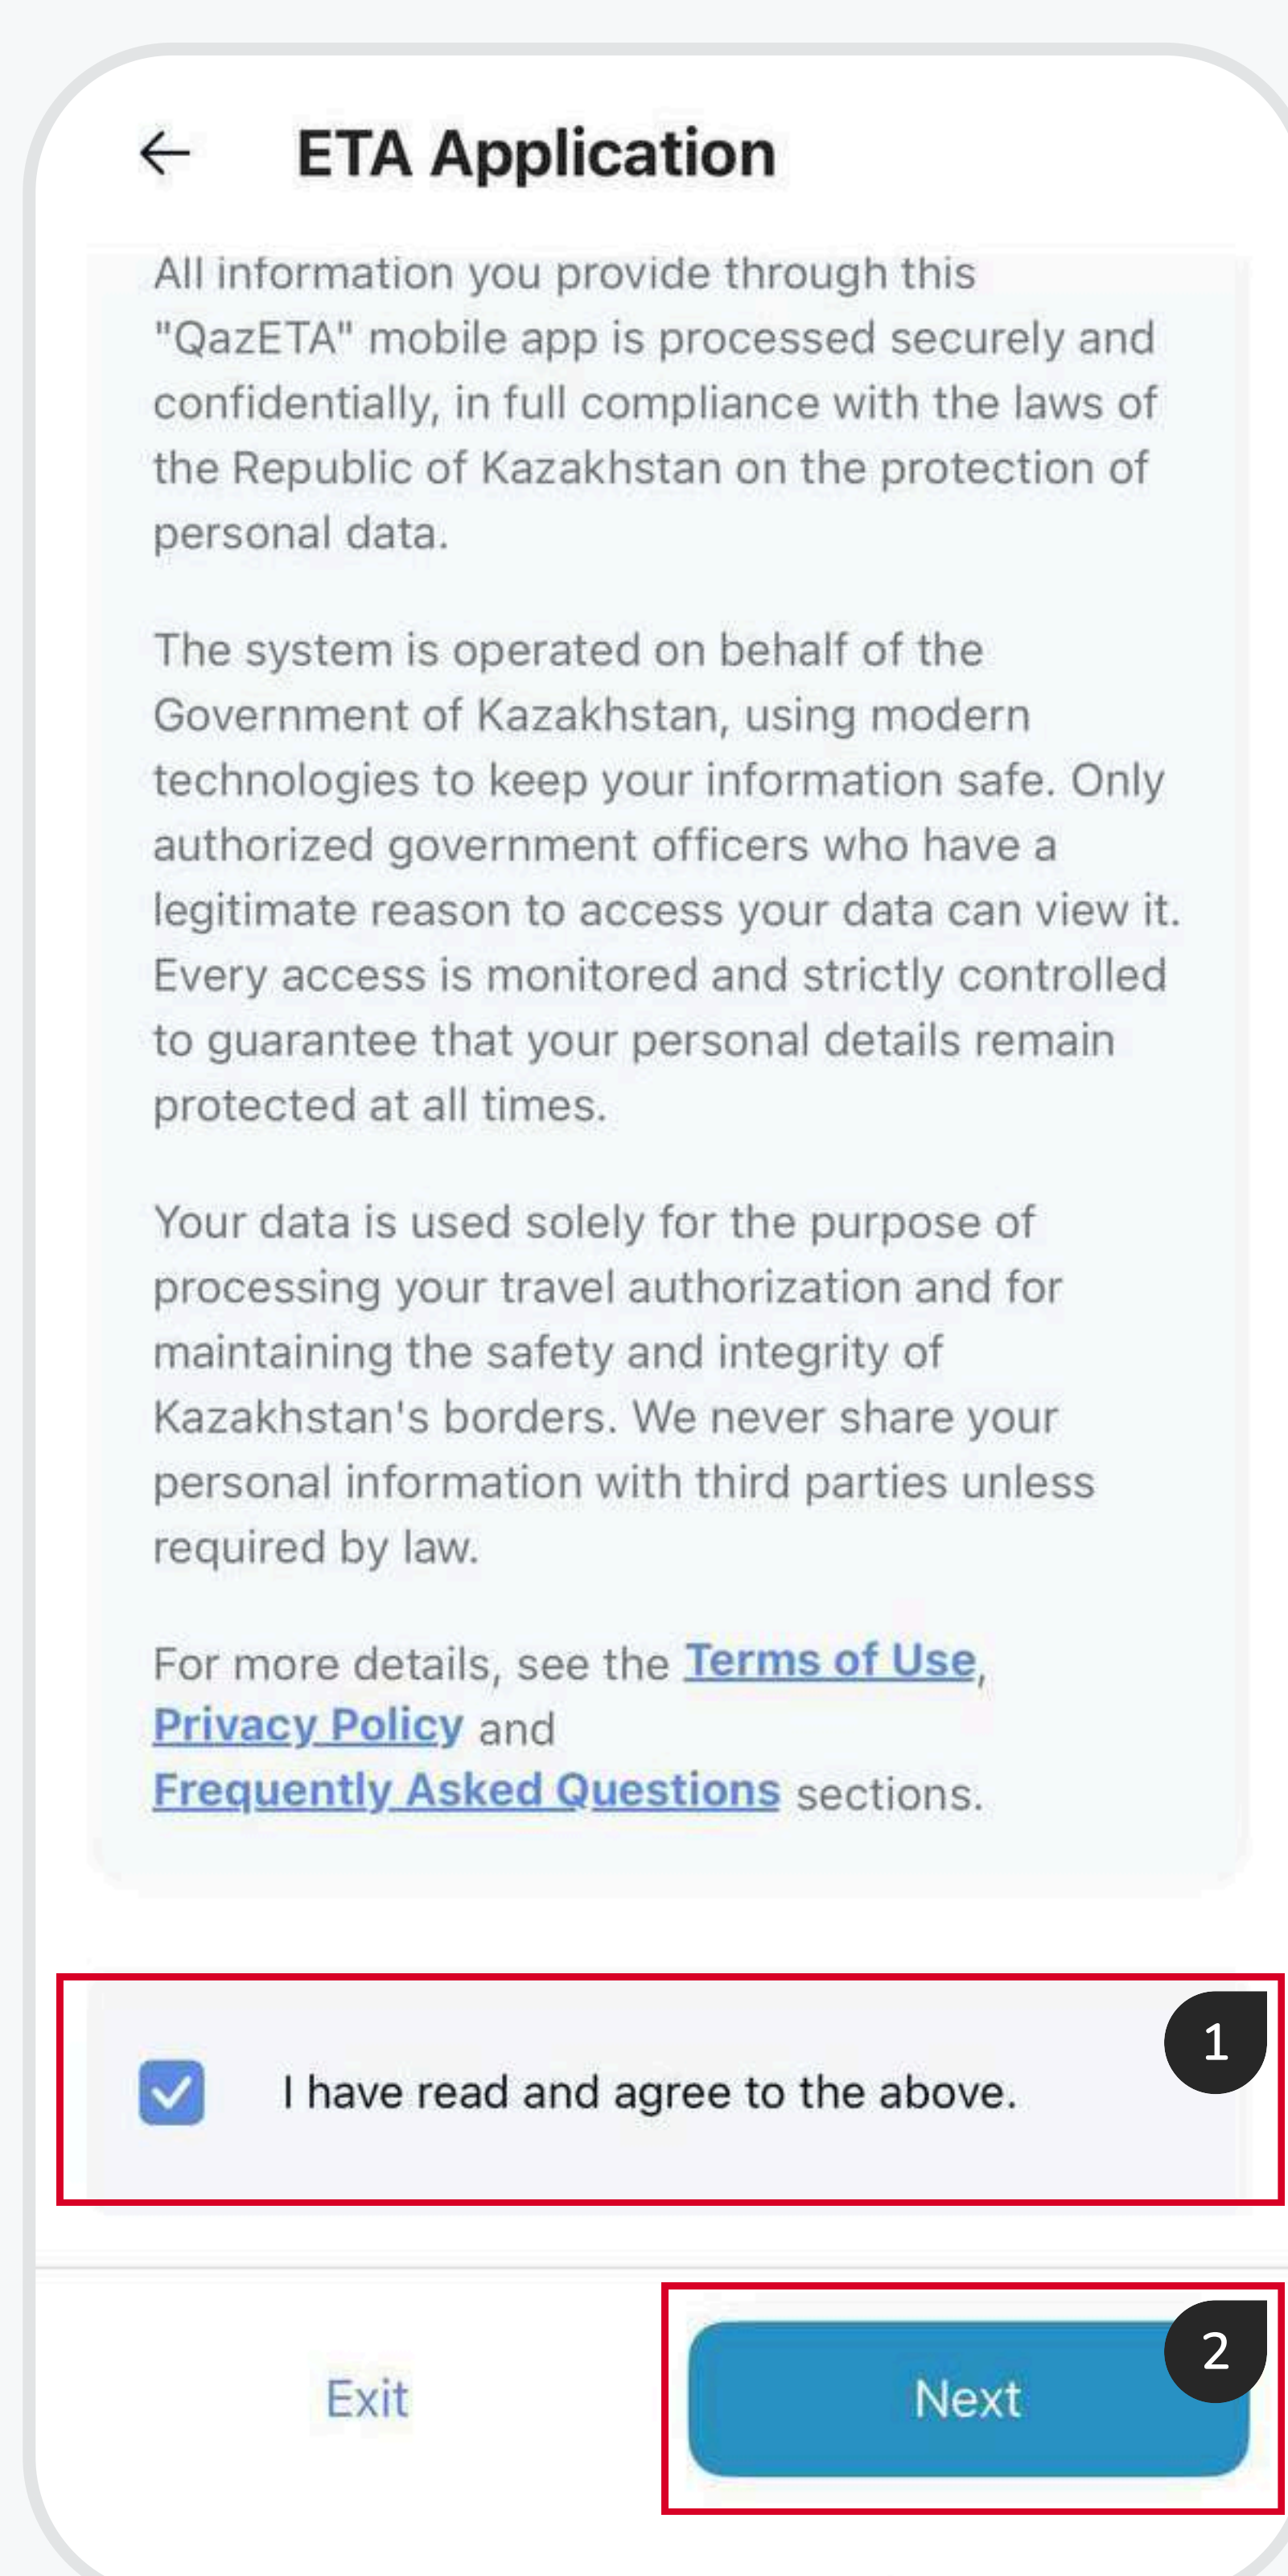 ETA Application
All information you provide through this
"QazETA" mobile app is processed securely and
confidentially, in full compliance with the laws of
the Republic of Kazakhstan on the protection of
personal data.
The system is operated on behalf of the
Government of Kazakhstan, using modern
technologies to keep your information safe. Only
authorized government officers who have a
legitimate reason to access your data can view it.
Every access is monitored and strictly controlled
to guarantee that your personal details remain
protected at all times.
Your data is used solely for the purpose of
processing your travel authorization and for
maintaining the safety and integrity of
Kazakhstan's borders. We never share your
personal information with third parties unless
required by law.
For more details, see the Terms of Use,
Privacy Policy and
Frequently Asked Questions sections.
1
I have read and agree to the above.
2
Exit
Next